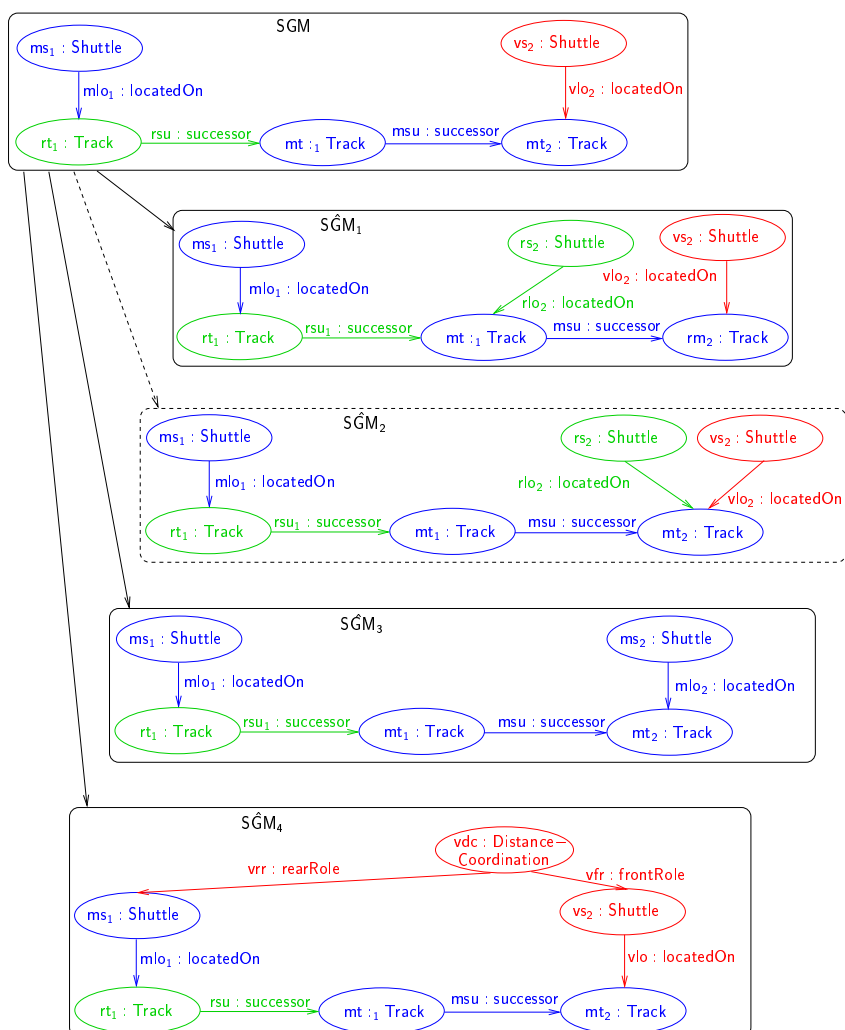 SGM
ms₁ : Shuttle
vs₂ : Shuttle
mlo₁ : locatedOn
vlo₂ : locatedOn
rt₁ : Track
rsu : successor
mt :₁ Track
msu : successor
mt₂ : Track
SĜM₁
ms₁ : Shuttle
rs₂ : Shuttle
vs₂ : Shuttle
mlo₁ : locatedOn
rlo₂ : locatedOn
vlo₂ : locatedOn
rt₁ : Track
rsu₁ : successor
mt :₁ Track
msu : successor
rm₂ : Track
SĜM₂
ms₁ : Shuttle
rs₂ : Shuttle
vs₂ : Shuttle
mlo₁ : locatedOn
rlo₂ : locatedOn
vlo₂ : locatedOn
rt₁ : Track
rsu₁ : successor
mt₁ : Track
msu : successor
mt₂ : Track
SĜM₃
ms₁ : Shuttle
ms₂ : Shuttle
mlo₁ : locatedOn
mlo₂ : locatedOn
rt₁ : Track
rsu₁ : successor
mt₁ : Track
msu : successor
mt₂ : Track
SĜM₄
vdc : Distance−
Coordination
vrr : rearRole
vfr : frontRole
ms₁ : Shuttle
vs₂ : Shuttle
mlo₁ : locatedOn
vlo : locatedOn
rt₁ : Track
rsu : successor
mt :₁ Track
msu : successor
mt₂ : Track